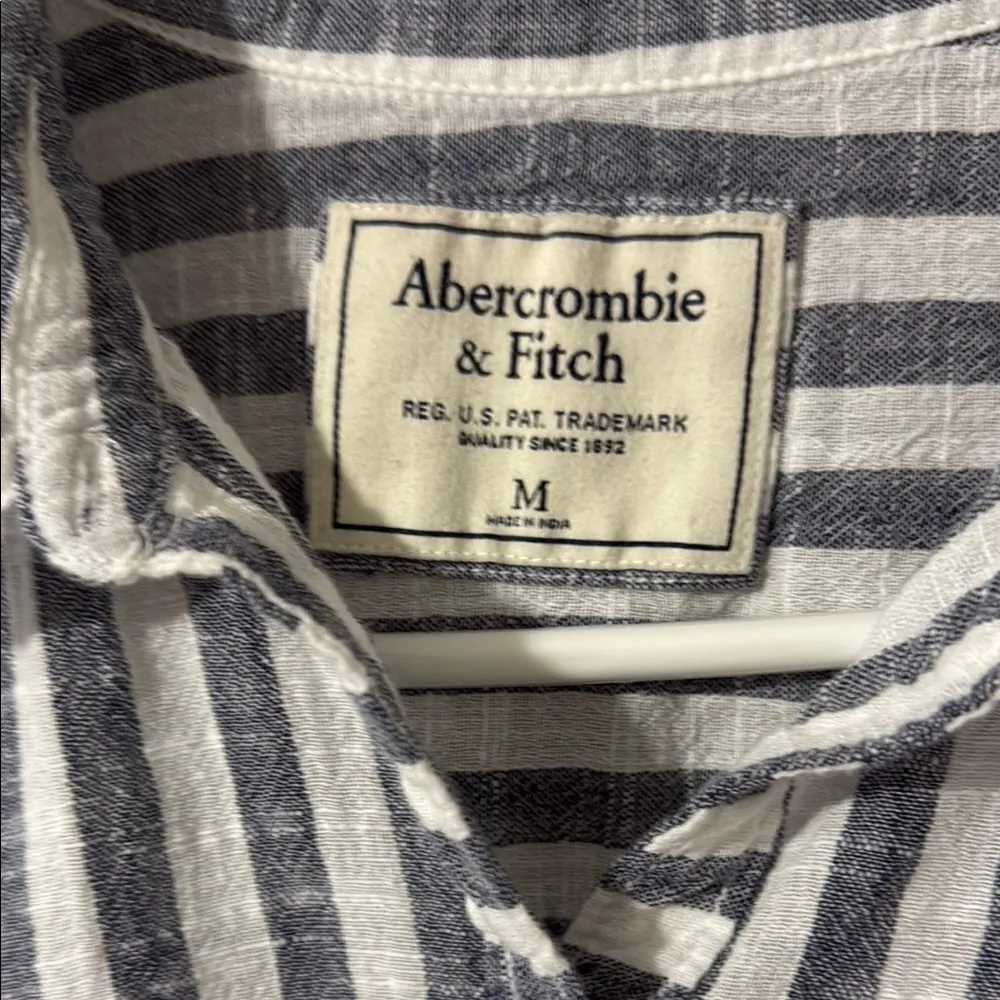 Abercrombie
& Fitch
REG. U.S. PAT. TRADEMARK
QUALITY SINCE 1892
M
MADE IN INDIA